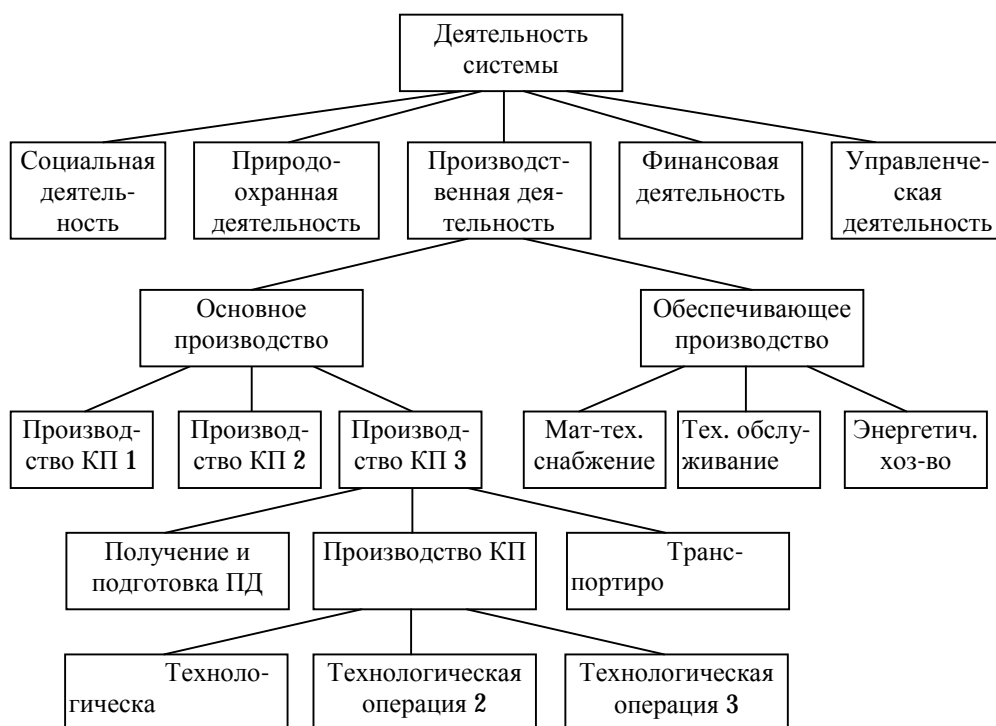 Деятельность
системы
Социальная
деятель-
ность
Природо-
охранная
деятельность
Производст-
венная дея-
тельность
Финансовая
деятельность
Управленче-
ская
деятельность
Основное
производство
Обеспечивающее
производство
Производ-
ство КП 1
Производ-
ство КП 2
Производ-
ство КП 3
Мат-тех.
снабжение
Тех. обслу-
живание
Энергетич.
хоз-во
Получение и
подготовка ПД
Производство КП
Транс-
портиро
Техноло-
гическа
Технологическая
операция 2
Технологическая
операция 3